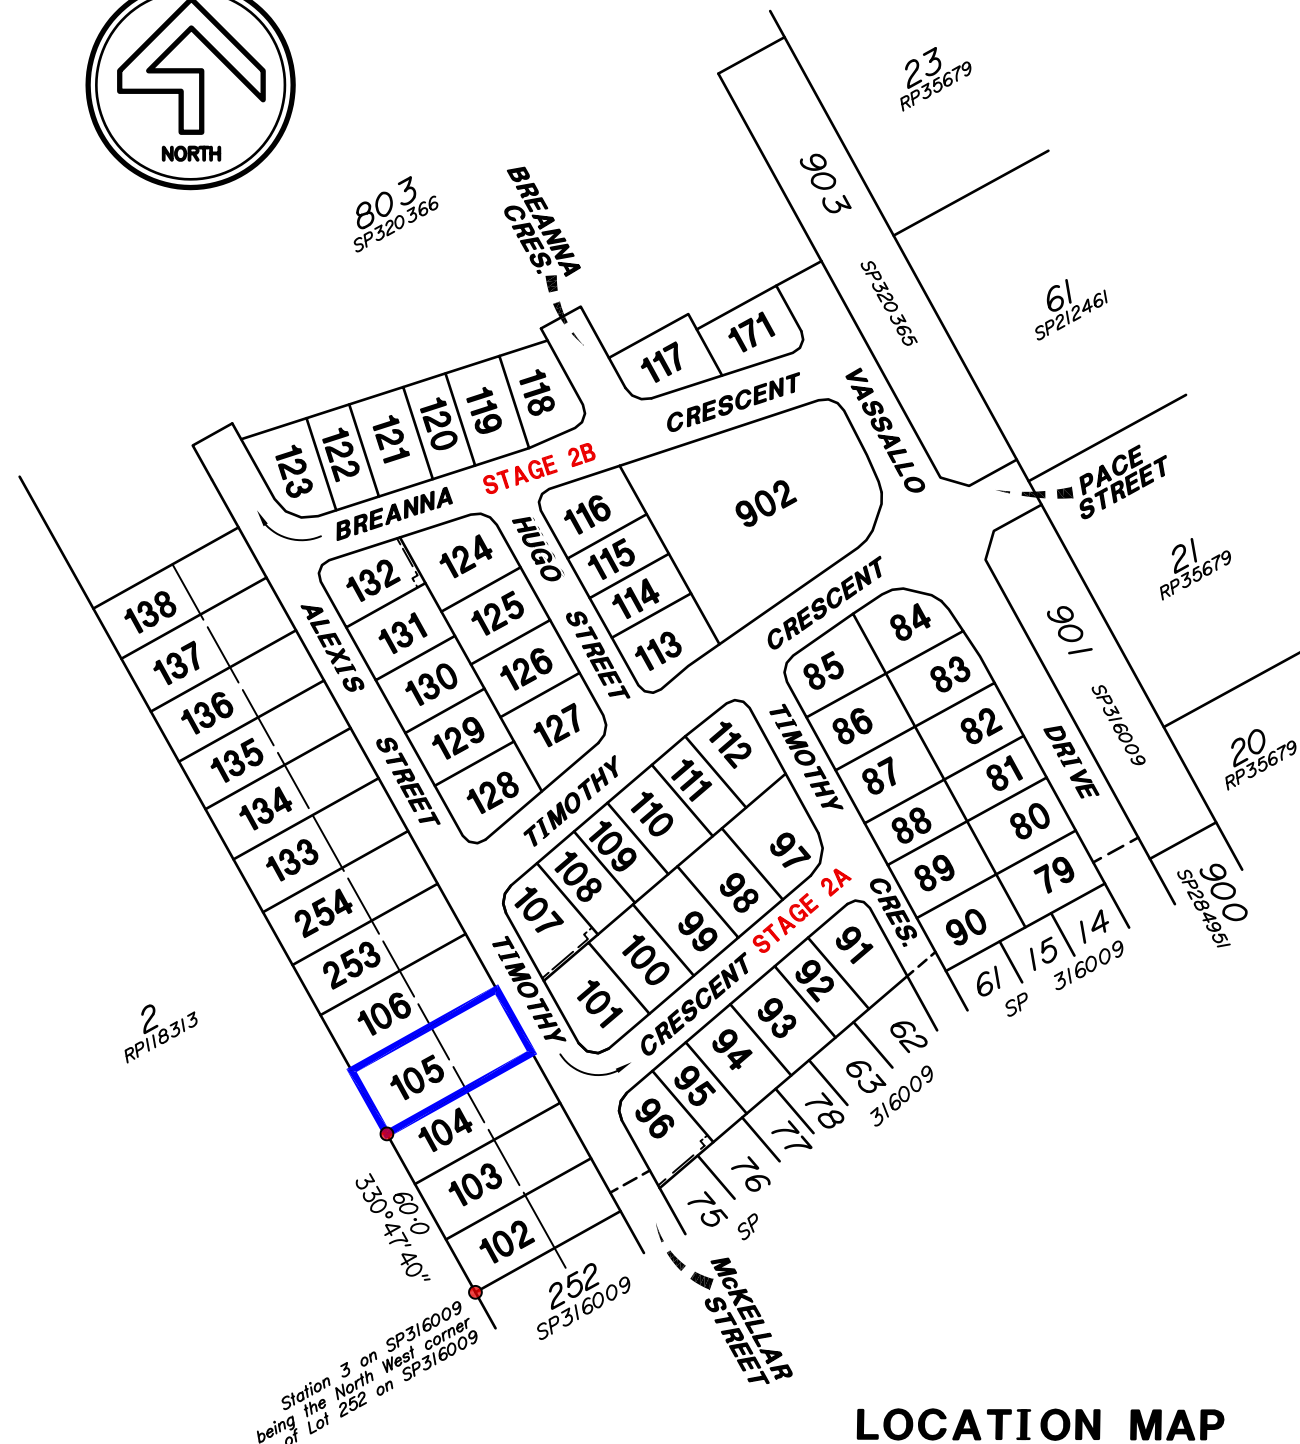 NORTH
23
RP35679
803
SP320366
BREANNA
CRES.
903
SP320365
61
SP212461
117
171
CRESCENT
VASSALLO
PACE
STREET
123
122
121
120
119
118
STAGE 2B
BREANNA
HUGO
STREET
116
115
114
113
902
21
RP35679
901
SP316009
20
RP35679
900
SP284951
138
137
136
135
134
133
254
253
106
105
104
103
102
ALEXIS
STREET
132
131
130
129
128
124
125
126
127
CRESCENT
TIMOTHY
TIMOTHY
CRES.
DRIVE
85
86
87
88
89
90
84
83
82
81
80
79
112
111
110
109
108
107
101
100
99
98
97
STAGE 2A
TIMOTHY
CRESCENT
91
92
93
94
95
96
61
15
14
SP 316009
62
63
78
77
76
75
SP 316009
2
RP118313
60·0
330°47'40"
252
SP316009
McKELLAR
STREET
Station 3 on SP316009
being the North West corner
of Lot 252 on SP316009
LOCATION MAP